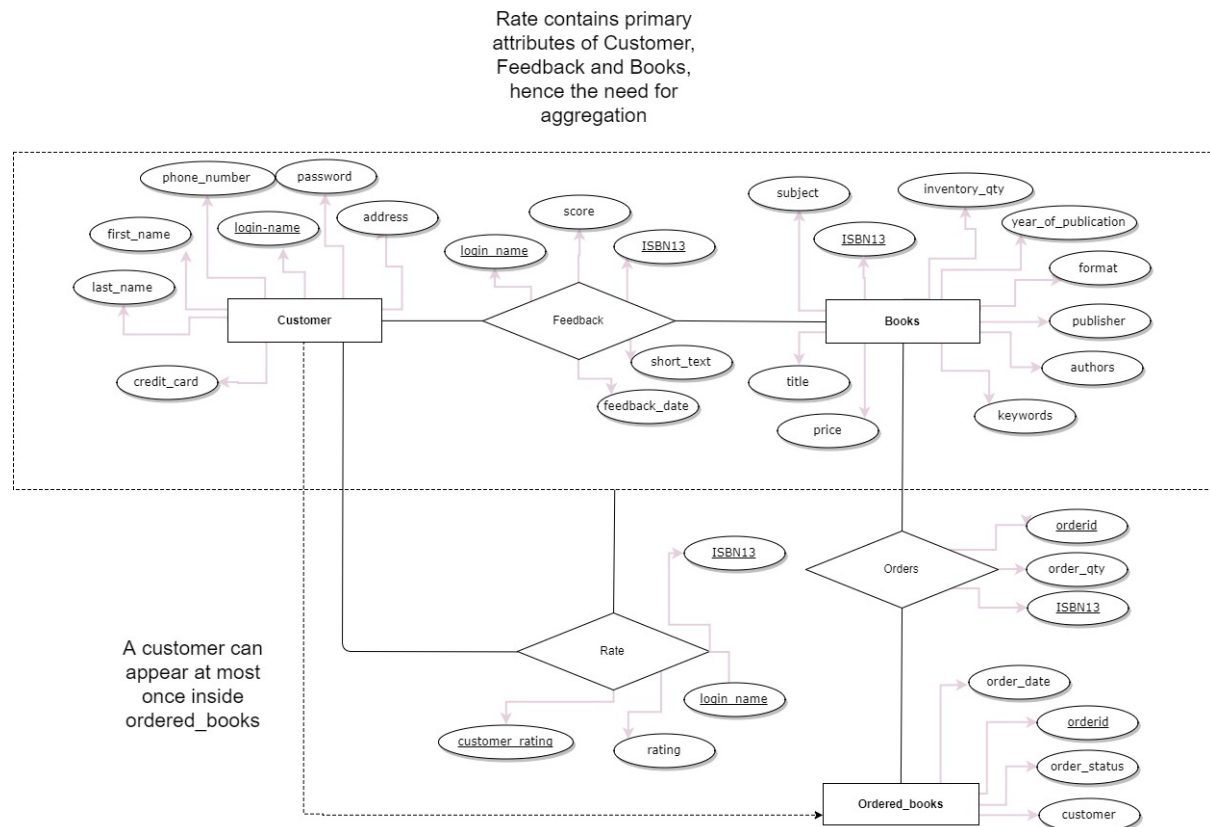 Rate contains primary
attributes of Customer,
Feedback and Books,
hence the need for
aggregation
phone_number
password
first_name
login-name
address
last_name
Customer
credit_card
login_name
score
ISBN13
Feedback
short_text
feedback_date
subject
inventory_qty
ISBN13
year_of_publication
format
Books
publisher
title
authors
price
keywords
ISBN13
orderid
Orders
order_qty
ISBN13
A customer can
appear at most
once inside
ordered_books
Rate
login_name
customer_rating
rating
order_date
orderid
order_status
Ordered_books
customer